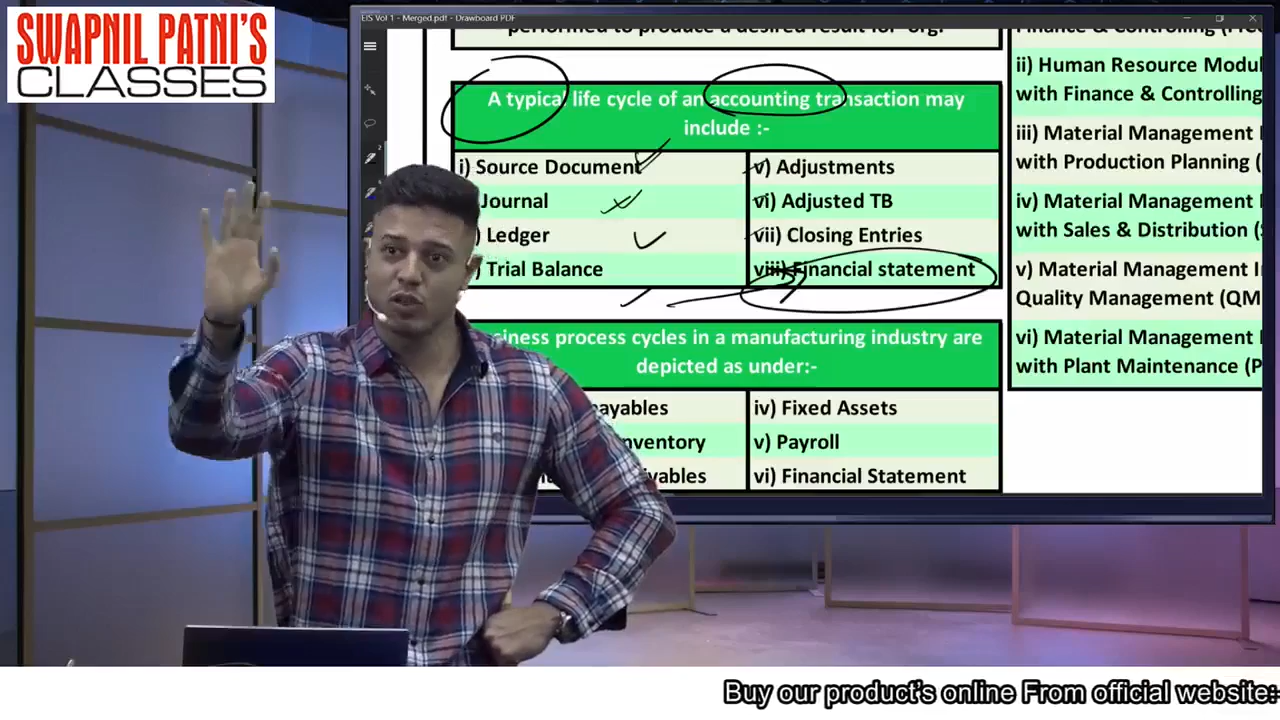 SWAPNIL PATNI'S
CLASSES
EIS Vol 1 - Merged.pdf - Drawboard PDF
performed to produce a desired result for org.
A typical life cycle of an accounting transaction may
include :-
i) Source Document
Journal
Ledger
Trial Balance
v) Adjustments
vi) Adjusted TB
vii) Closing Entries
viii) Financial statement
siness process cycles in a manufacturing industry are
depicted as under:-
payables
nventory
ivables
iv) Fixed Assets
v) Payroll
vi) Financial Statement
Finance & Controlling
ii) Human Resource Modul
with Finance & Controlling
iii) Material Management
with Production Planning (
iv) Material Management
with Sales & Distribution (
v) Material Management In
Quality Management (QM
vi) Material Management
with Plant Maintenance (P
Buy our product's online From official website: